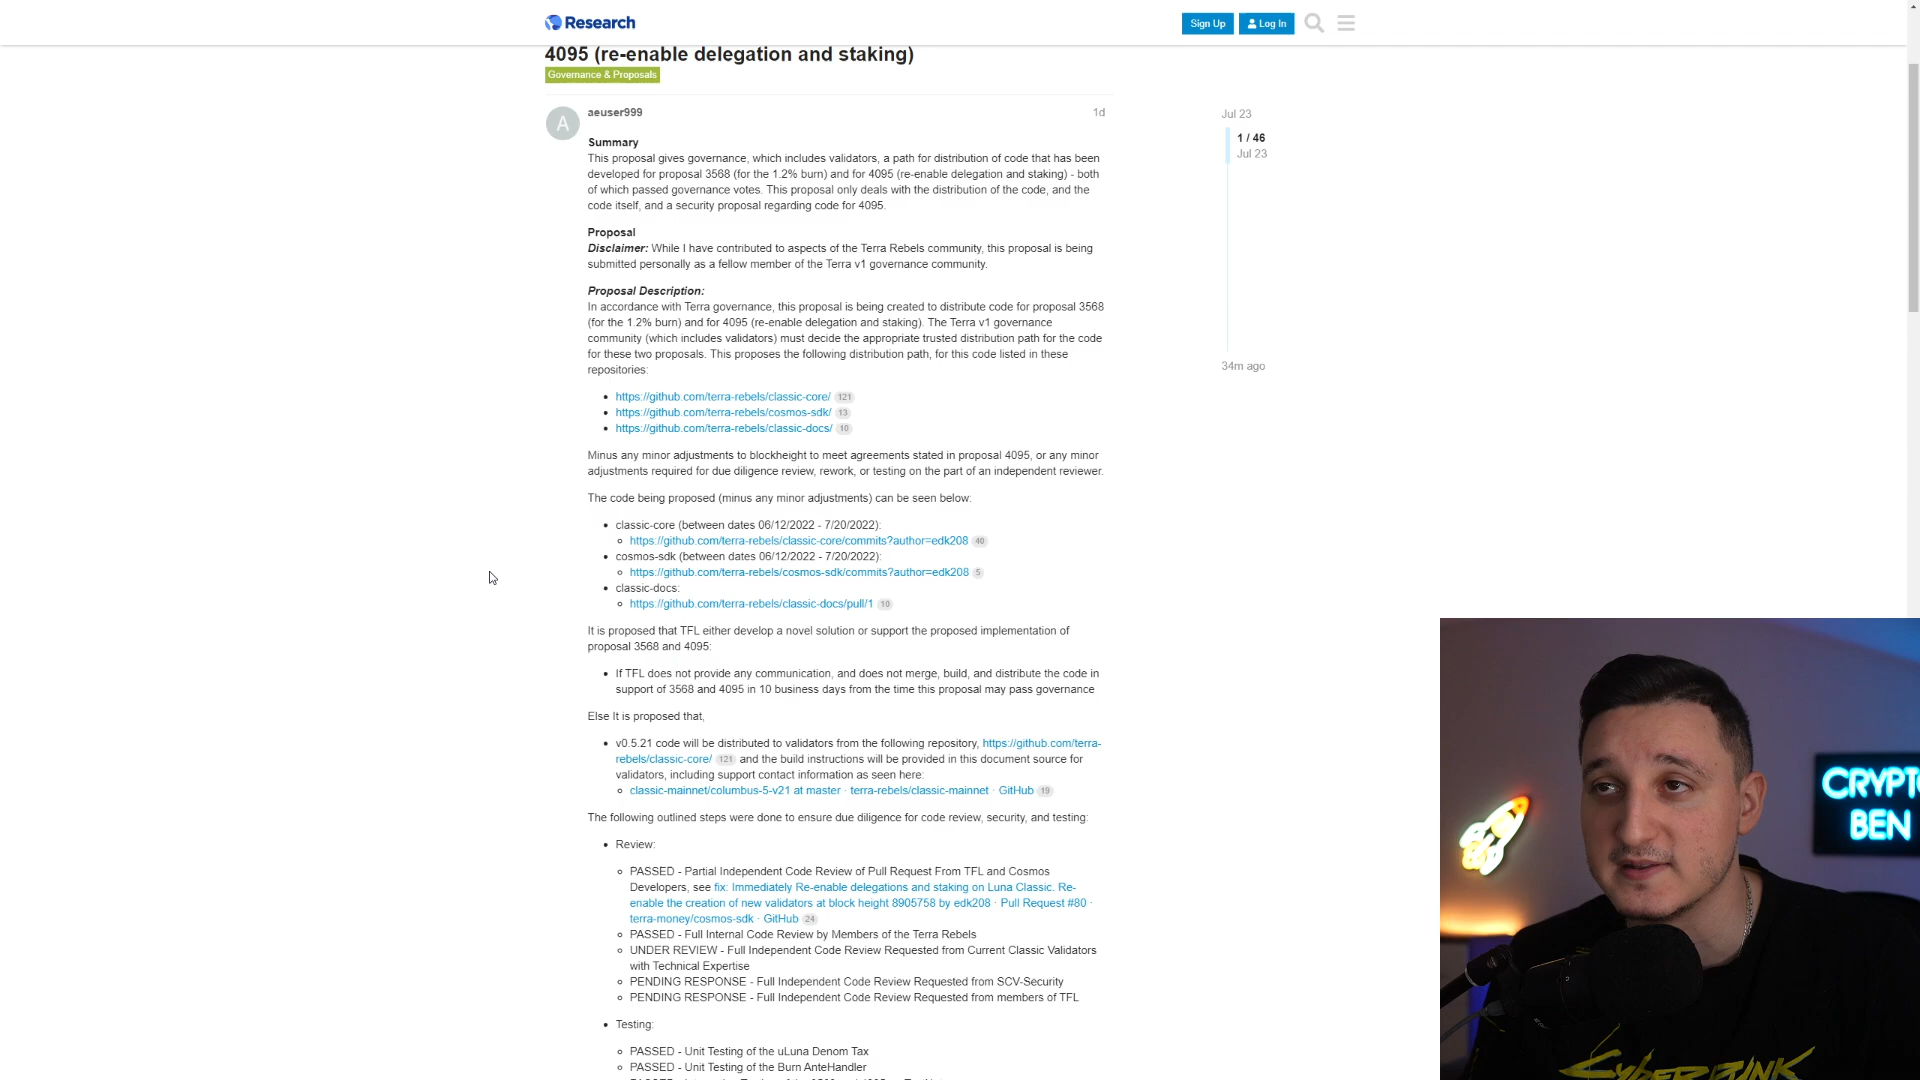 Research
Sign Up
Log In
4095 (re-enable delegation and staking)
Governance & Proposals
A
aeuser999
1d
Summary
This proposal gives governance, which includes validators, a path for distribution of code that has been
developed for proposal 3568 (for the 1.2% burn) and for 4095 (re-enable delegation and staking) - both
of which passed governance votes. This proposal only deals with the distribution of the code, and the
code itself, and a security proposal regarding code for 4095.
Proposal
Disclaimer: While I have contributed to aspects of the Terra Rebels community, this proposal is being
submitted personally as a fellow member of the Terra v1 governance community.
Proposal Description:
In accordance with Terra governance, this proposal is being created to distribute code for proposal 3568
(for the 1.2% burn) and for 4095 (re-enable delegation and staking). The Terra v1 governance
community (which includes validators) must decide the appropriate trusted distribution path for the code
for these two proposals. This proposes the following distribution path, for this code listed in these
repositories:
https://github.com/terra-rebels/classic-core/ 121
https://github.com/terra-rebels/cosmos-sdk/ 13
https://github.com/terra-rebels/classic-docs/ 10
Minus any minor adjustments to blockheight to meet agreements stated in proposal 4095, or any minor
adjustments required for due diligence review, rework, or testing on the part of an independent reviewer.
The code being proposed (minus any minor adjustments) can be seen below:
classic-core (between dates 06/12/2022 - 7/20/2022):
https://github.com/terra-rebels/classic-core/commits?author=edk208 40
cosmos-sdk (between dates 06/12/2022 - 7/20/2022):
https://github.com/terra-rebels/cosmos-sdk/commits?author=edk208 5
classic-docs:
https://github.com/terra-rebels/classic-docs/pull/1 10
It is proposed that TFL either develop a novel solution or support the proposed implementation of
proposal 3568 and 4095:
If TFL does not provide any communication, and does not merge, build, and distribute the code in
support of 3568 and 4095 in 10 business days from the time this proposal may pass governance
Else It is proposed that,
v0.5.21 code will be distributed to validators from the following repository, https://github.com/terra-
rebels/classic-core/ 121 and the build instructions will be provided in this document source for
validators, including support contact information as seen here:
classic-mainnet/columbus-5-v21 at master · terra-rebels/classic-mainnet · GitHub 19
The following outlined steps were done to ensure due diligence for code review, security, and testing:
Review:
PASSED - Partial Independent Code Review of Pull Request From TFL and Cosmos
Developers, see fix: Immediately Re-enable delegations and staking on Luna Classic. Re-
enable the creation of new validators at block height 8905758 by edk208 · Pull Request #80 ·
terra-money/cosmos-sdk · GitHub 24
PASSED - Full Internal Code Review by Members of the Terra Rebels
UNDER REVIEW - Full Independent Code Review Requested from Current Classic Validators
with Technical Expertise
PENDING RESPONSE - Full Independent Code Review Requested from SCV-Security
PENDING RESPONSE - Full Independent Code Review Requested from members of TFL
Testing:
PASSED - Unit Testing of the uLuna Denom Tax
PASSED - Unit Testing of the Burn AnteHandler
Jul 23
1 / 46
Jul 23
34m ago
CRYPTO
BEN
CYBERPUNK